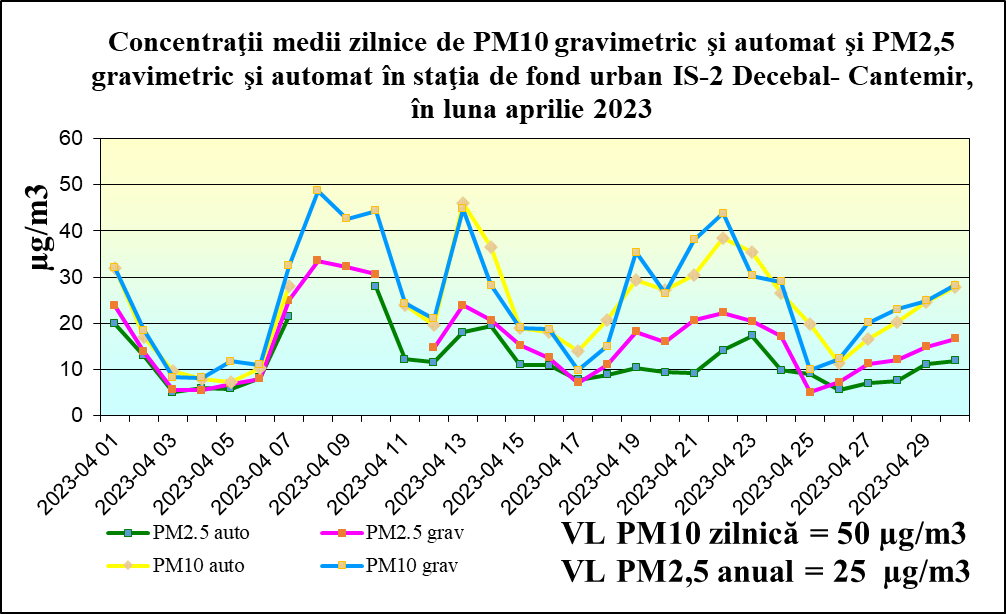 Concentraţii medii zilnice de PM10 gravimetric şi automat şi PM2,5
gravimetric şi automat în staţia de fond urban IS-2 Decebal- Cantemir,
în luna aprilie 2023
µg/m3
60
50
40
30
20
10
0
2023-04 01
2023-04 03
2023-04 05
2023-04 07
2023-04 09
2023-04 11
2023-04 13
2023-04 15
2023-04 17
2023-04 19
2023-04 21
2023-04 23
2023-04 25
2023-04 27
2023-04 29
PM2.5 auto
PM2.5 grav
PM10 auto
PM10 grav
VL PM10 zilnică = 50 µg/m3
VL PM2,5 anual = 25 µg/m3